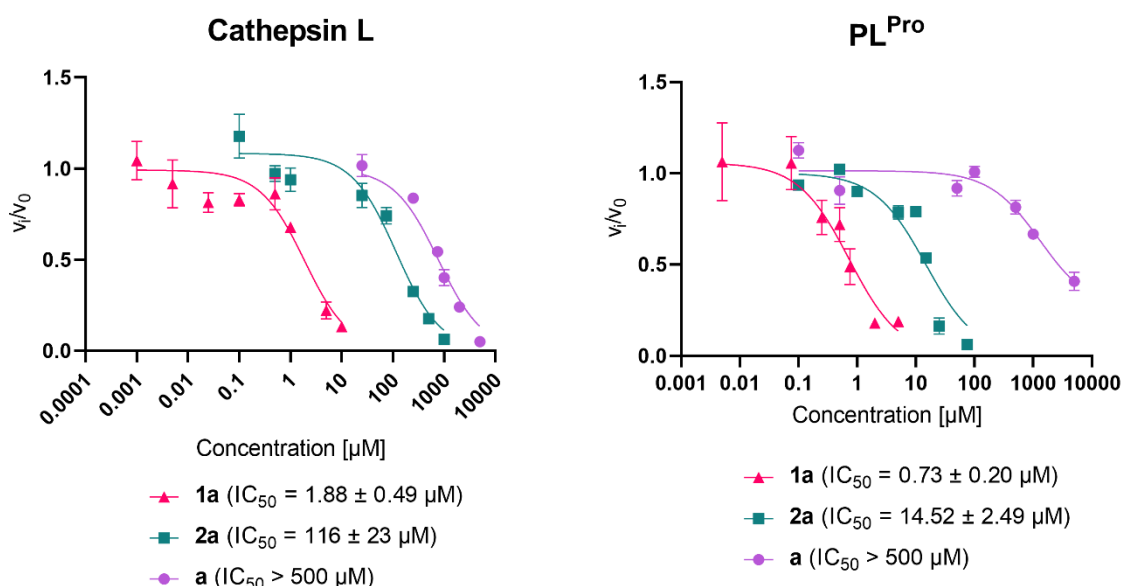 Cathepsin L
1.5
1.0
0.5
0.0
v_i/v_0
0.0001
0.001
0.01
0.1
1
10
100
1000
10000
Concentration [µM]
1a (IC50 = 1.88 ± 0.49 µM)
2a (IC50 = 116 ± 23 µM)
a (IC50 > 500 µM)
PL^Pro
1.5
1.0
0.5
0.0
v_i/v_0
0.001
0.01
0.1
1
10
100
1000
10000
Concentration [µM]
1a (IC50 = 0.73 ± 0.20 µM)
2a (IC50 = 14.52 ± 2.49 µM)
a (IC50 > 500 µM)